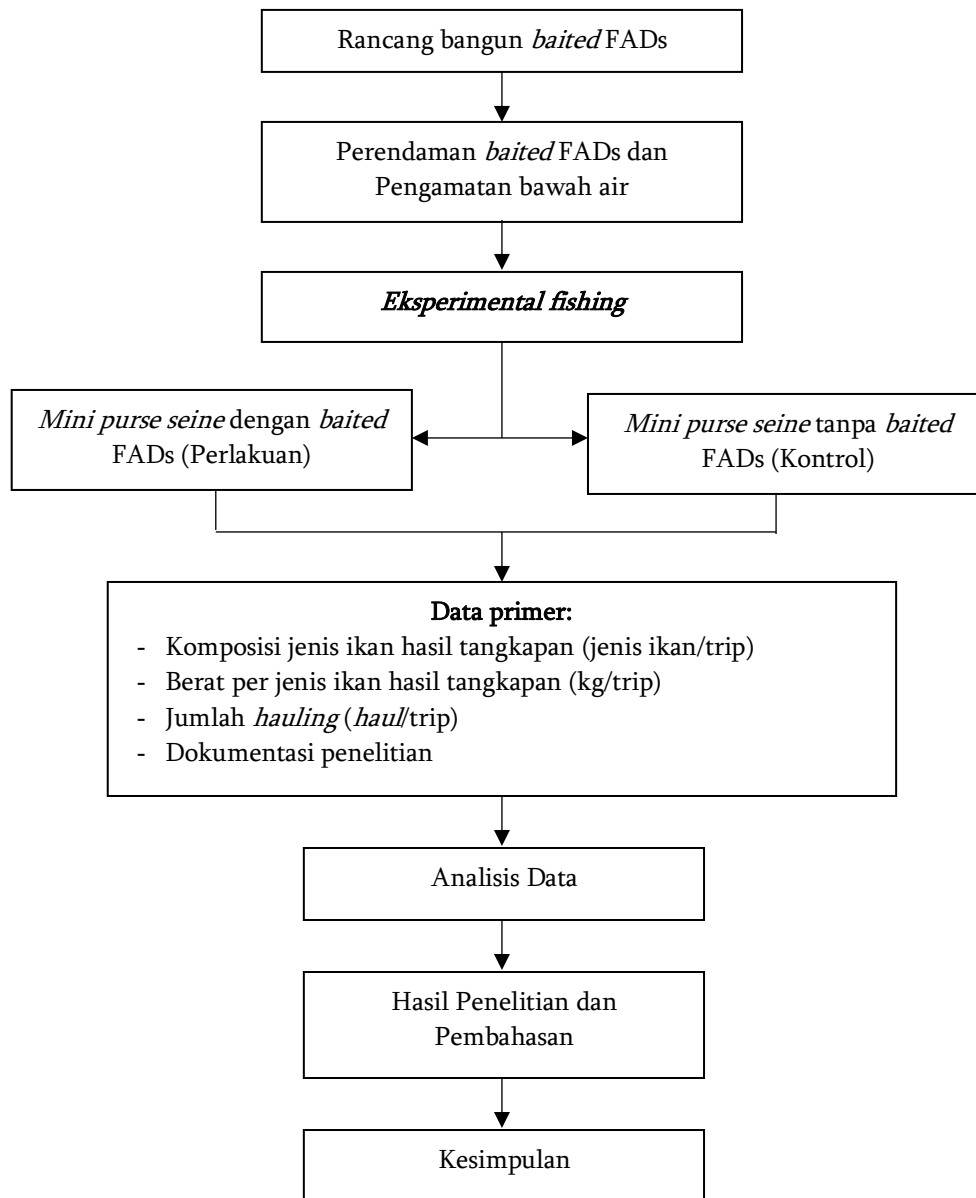 Rancang bangun baited FADs
Perendaman baited FADs dan
Pengamatan bawah air
Eksperimental fishing
Mini purse seine dengan baited
FADs (Perlakuan)
Mini purse seine tanpa baited
FADs (Kontrol)
Data primer:
- Komposisi jenis ikan hasil tangkapan (jenis ikan/trip)
- Berat per jenis ikan hasil tangkapan (kg/trip)
- Jumlah hauling (haul/trip)
- Dokumentasi penelitian
Analisis Data
Hasil Penelitian dan
Pembahasan
Kesimpulan